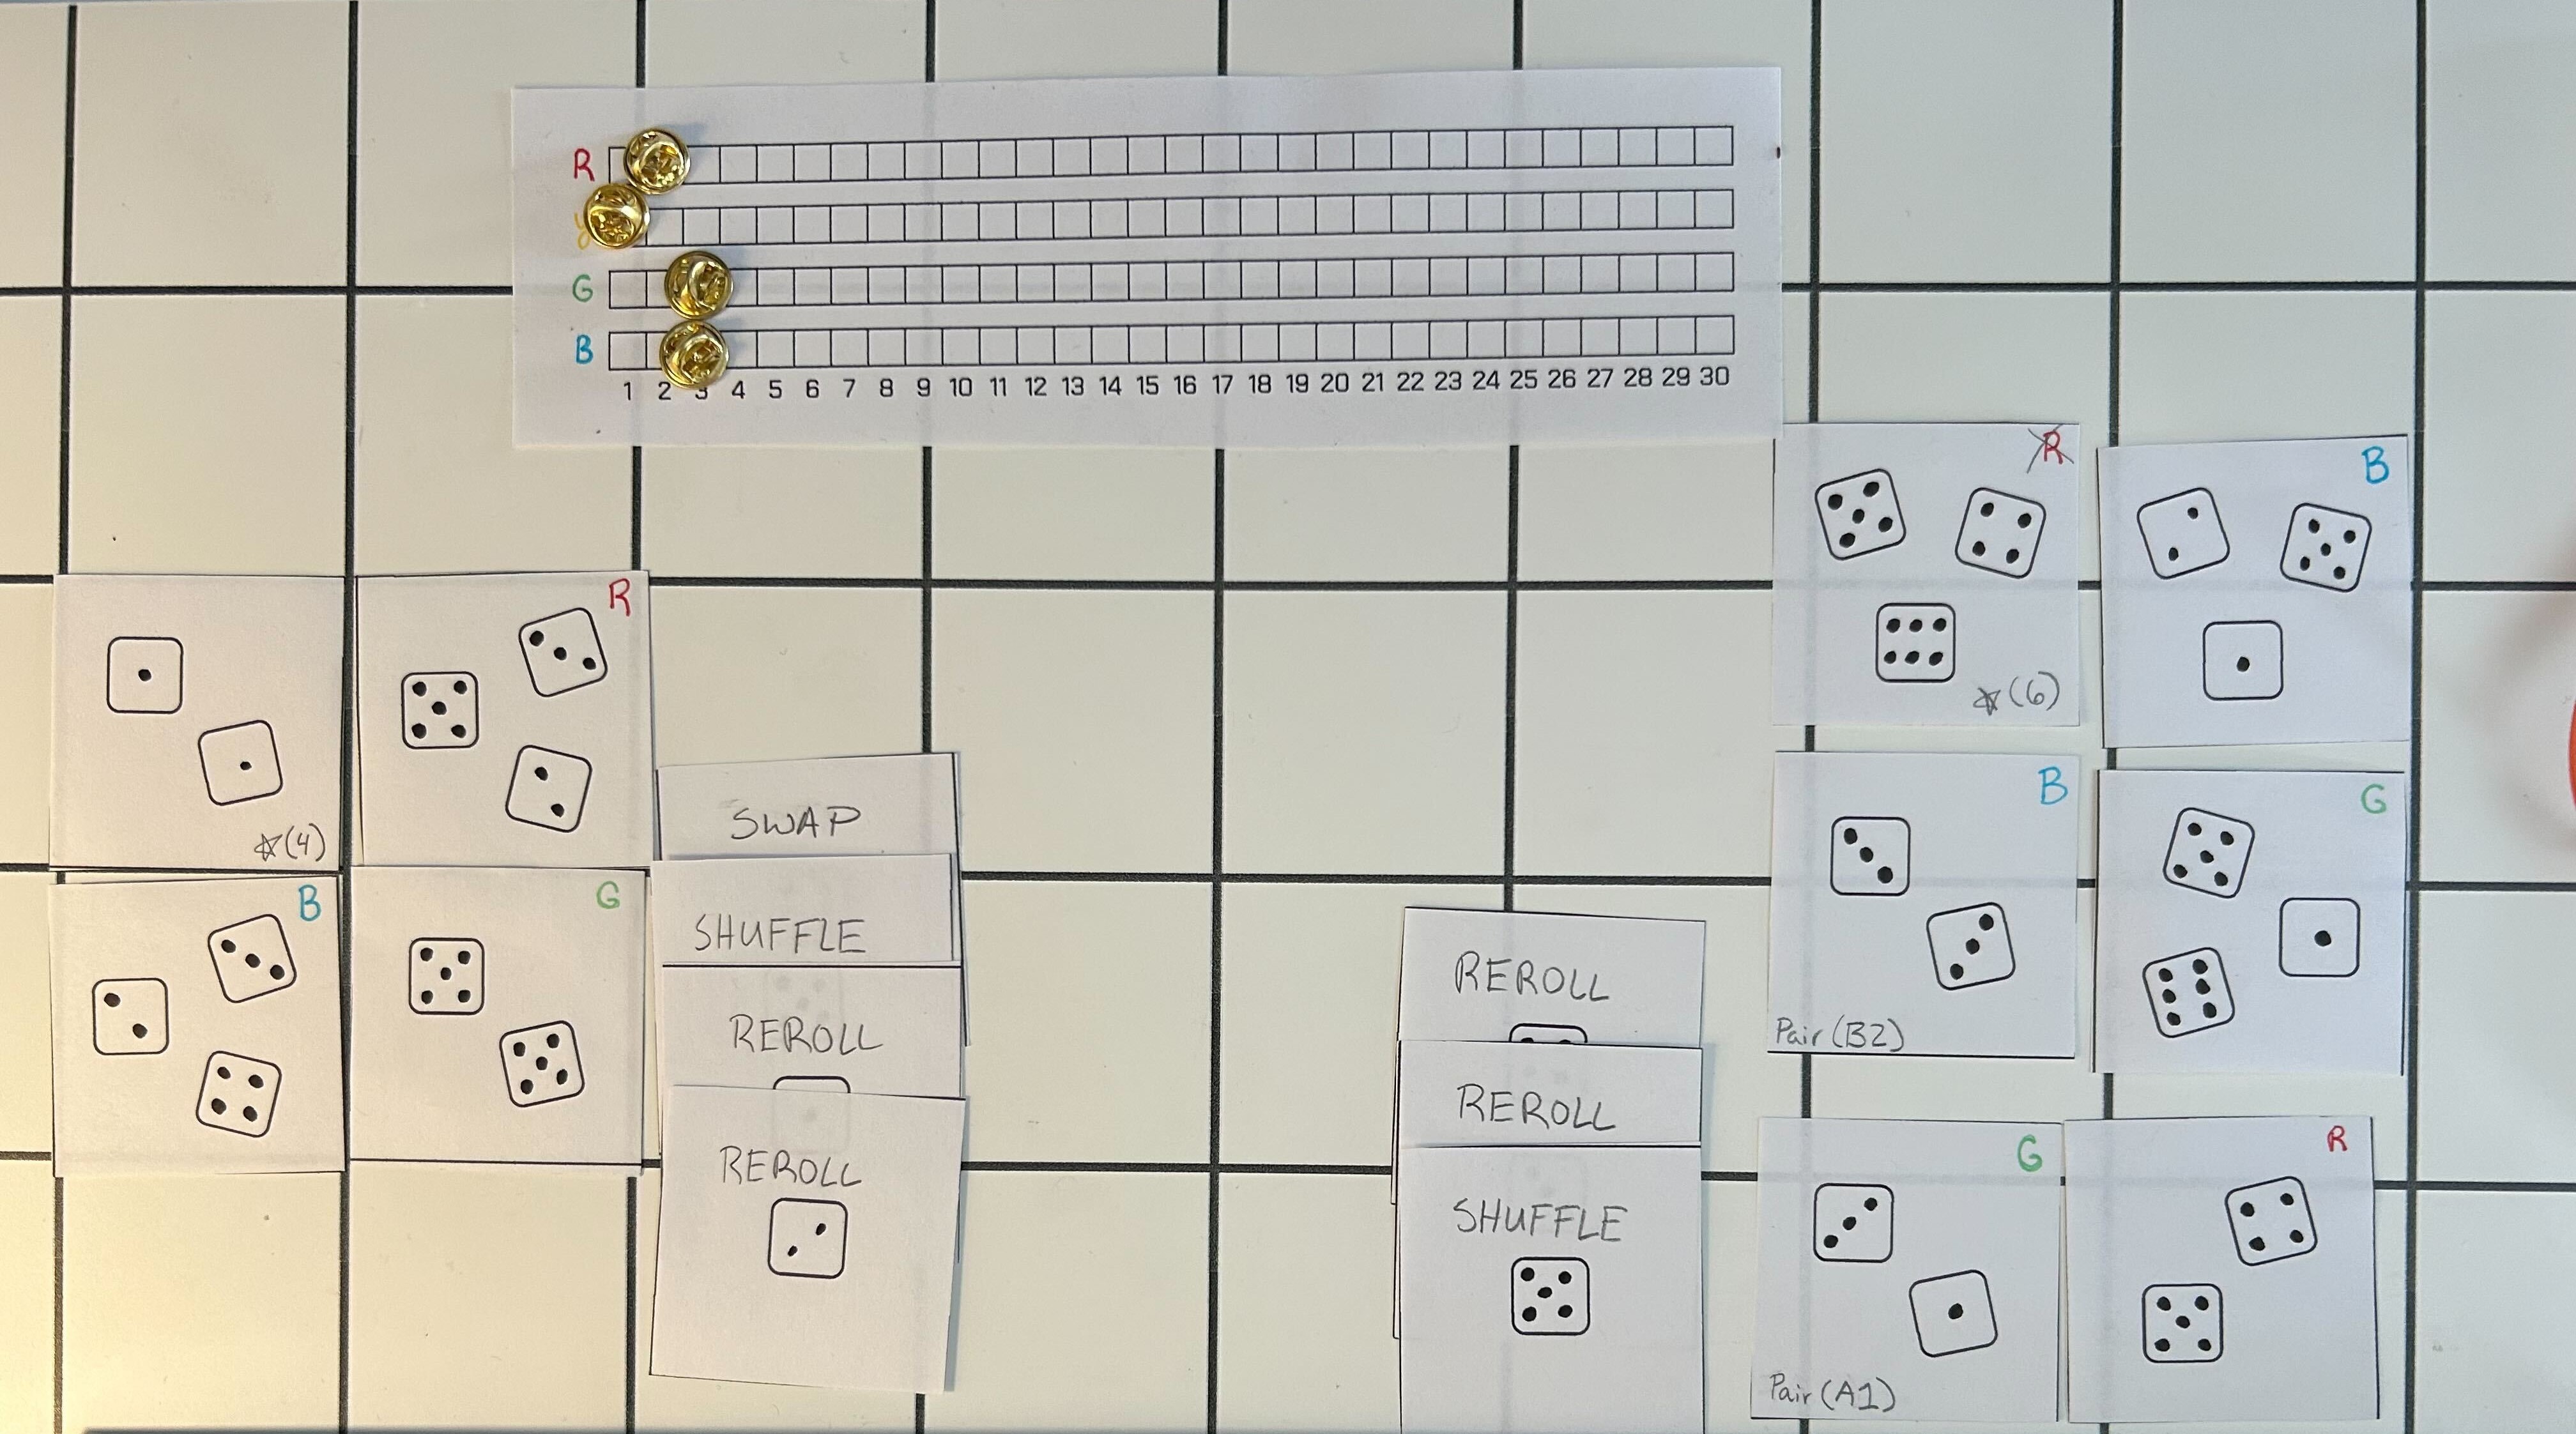 R
y
G
B
1 2 3 4 5 6 7 8 9 10 11 12 13 14 15 16 17 18 19 20 21 22 23 24 25 26 27 28 29 30
☆(4)
R
B
G
SWAP
SHUFFLE
REROLL
REROLL
REROLL
REROLL
SHUFFLE
R
☆(6)
B
B
Pair (B2)
G
G
Pair (A1)
R